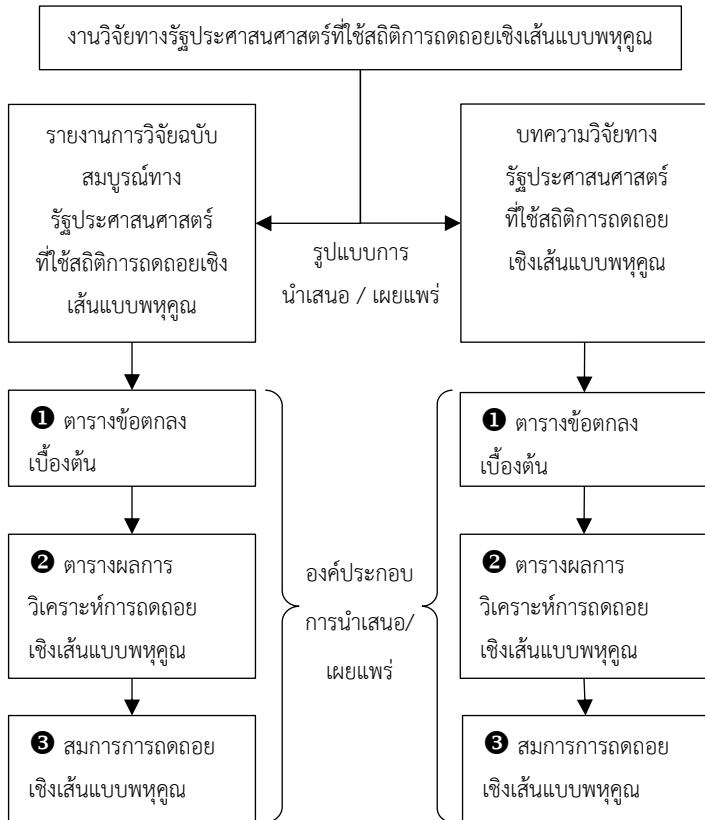 งานวิจัยทางรัฐประศาสนศาสตร์ที่ใช้สถิติการถดถอยเชิงเส้นแบบพหุคูณ
รายงานการวิจัยฉบับ
สมบูรณ์ทาง
รัฐประศาสนศาสตร์
ที่ใช้สถิติการถดถอยเชิง
เส้นแบบพหุคูณ
รูปแบบการ
นำเสนอ / เผยแพร่
บทความวิจัยทาง
รัฐประศาสนศาสตร์
ที่ใช้สถิติการถดถอย
เชิงเส้นแบบพหุคูณ
❶ ตารางข้อตกลง
เบื้องต้น
❷ ตารางผลการ
วิเคราะห์การถดถอย
เชิงเส้นแบบพหุคูณ
❸ สมการการถดถอย
เชิงเส้นแบบพหุคูณ
องค์ประกอบ
การนำเสนอ/
เผยแพร่
❶ ตารางข้อตกลง
เบื้องต้น
❷ ตารางผลการ
วิเคราะห์การถดถอย
เชิงเส้นแบบพหุคูณ
❸ สมการการถดถอย
เชิงเส้นแบบพหุคูณ